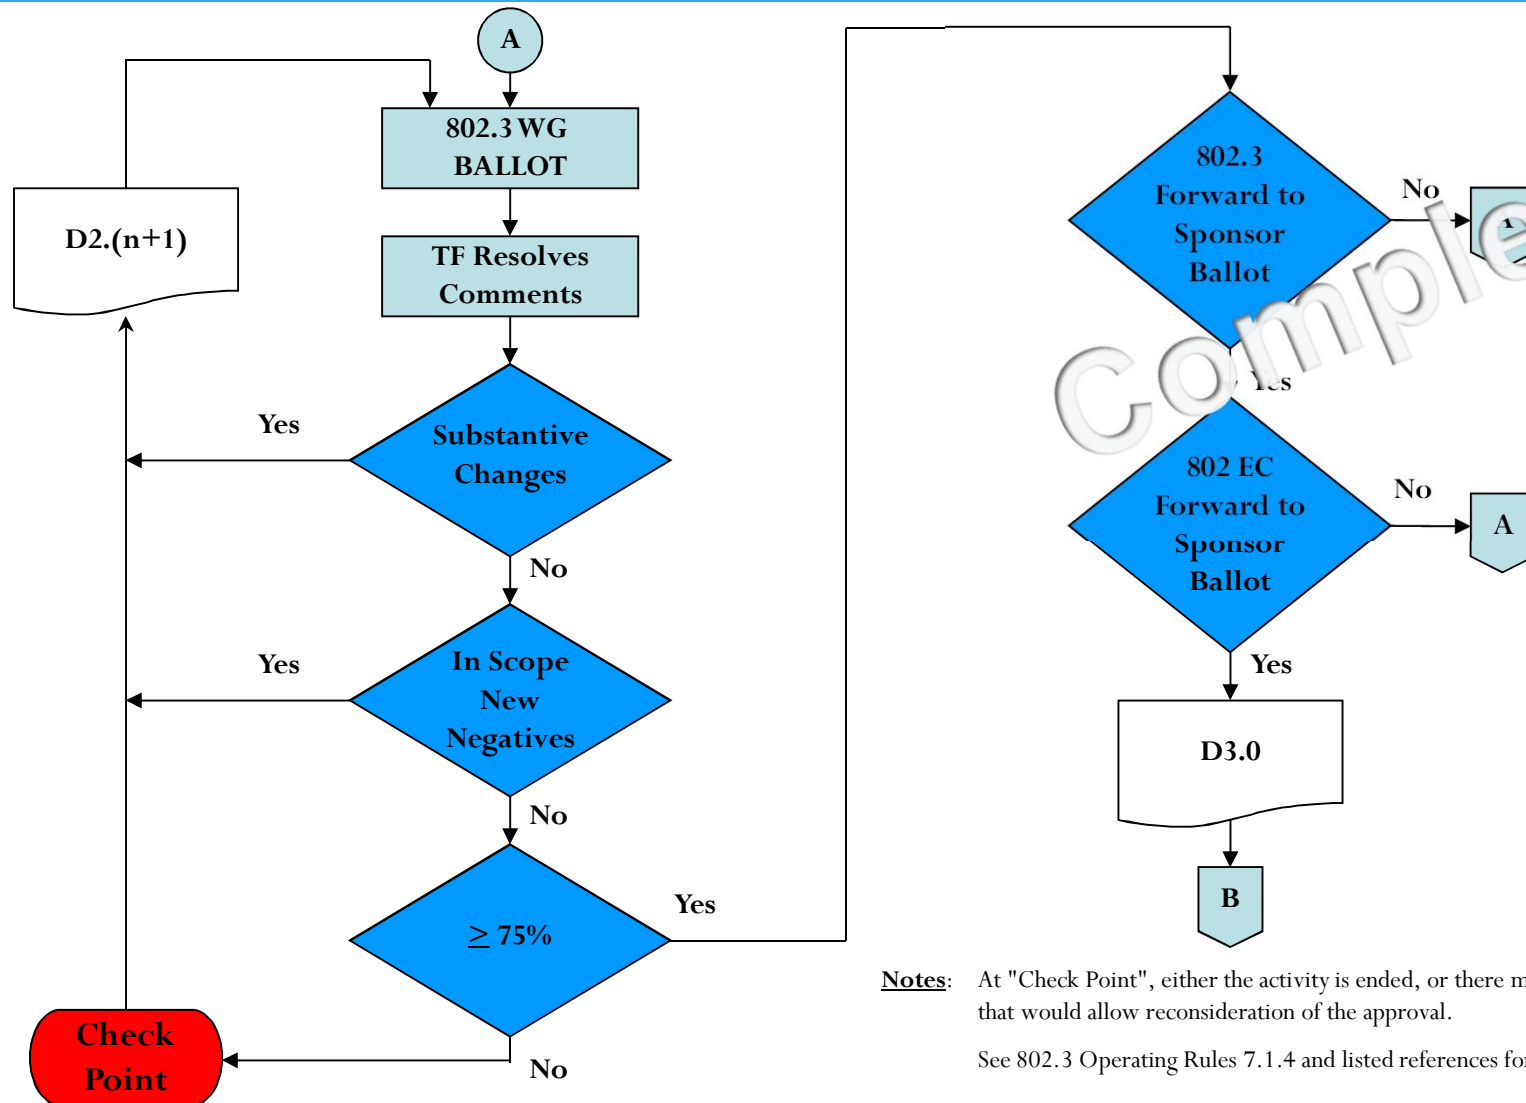 A
802.3 WG
BALLOT
D2.(n+1)
TF Resolves
Comments
Yes
Substantive
Changes
No
Yes
In Scope
New
Negatives
No
Yes
≥ 75%
No
Check
Point
802.3
Forward to
Sponsor
Ballot
No
Yes
802 EC
Forward to
Sponsor
Ballot
No
A
Yes
D3.0
B
Comple
Notes: At "Check Point", either the activity is ended, or there m
that would allow reconsideration of the approval.
See 802.3 Operating Rules 7.1.4 and listed references for